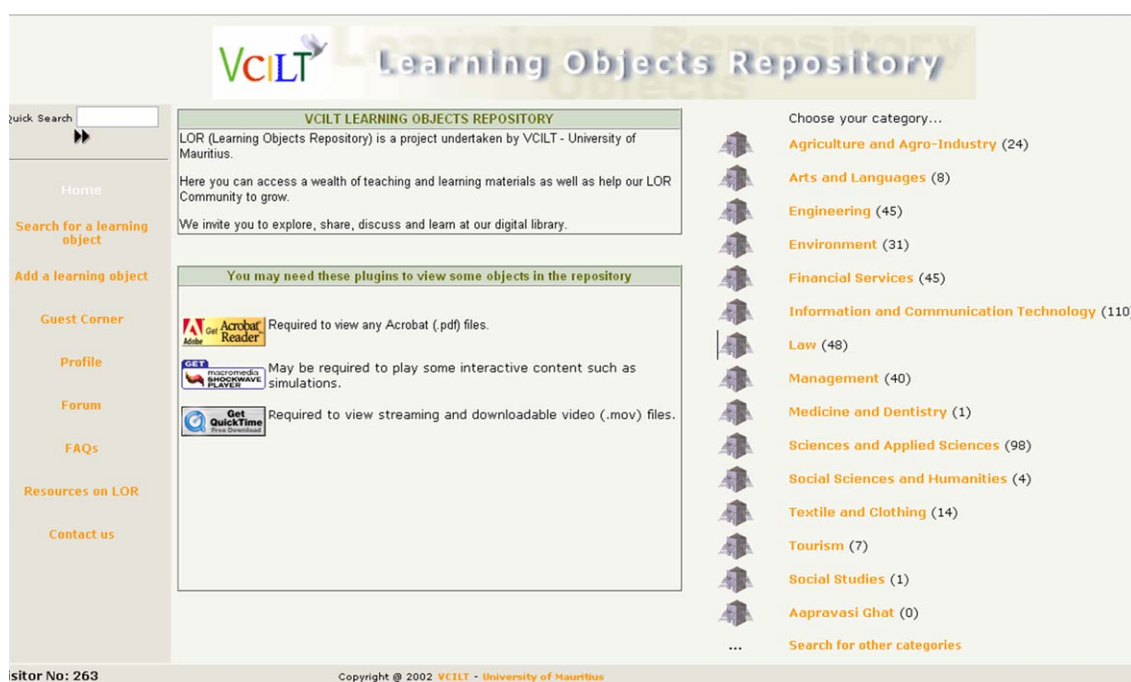 VCILT Learning Objects Repository
Quick Search
Home
Search for a learning
object
Add a learning object
Guest Corner
Profile
Forum
FAQs
Resources on LOR
Contact us
VCILT LEARNING OBJECTS REPOSITORY
LOR (Learning Objects Repository) is a project undertaken by VCILT - University of
Mauritius.
Here you can access a wealth of teaching and learning materials as well as help our LOR
Community to grow.
We invite you to explore, share, discuss and learn at our digital library.
You may need these plugins to view some objects in the repository
Adobe Get Acrobat Reader
Required to view any Acrobat (.pdf) files.
GET macromedia SHOCKWAVE PLAYER
May be required to play some interactive content such as
simulations.
Get QuickTime Free Download
Required to view streaming and downloadable video (.mov) files.
Choose your category...
Agriculture and Agro-Industry (24)
Arts and Languages (8)
Engineering (45)
Environment (31)
Financial Services (45)
Information and Communication Technology (110)
Law (48)
Management (40)
Medicine and Dentistry (1)
Sciences and Applied Sciences (98)
Social Sciences and Humanities (4)
Textile and Clothing (14)
Tourism (7)
Social Studies (1)
Aapravasi Ghat (0)
... Search for other categories
isitor No: 263
Copyright @ 2002 VCILT - University of Mauritius